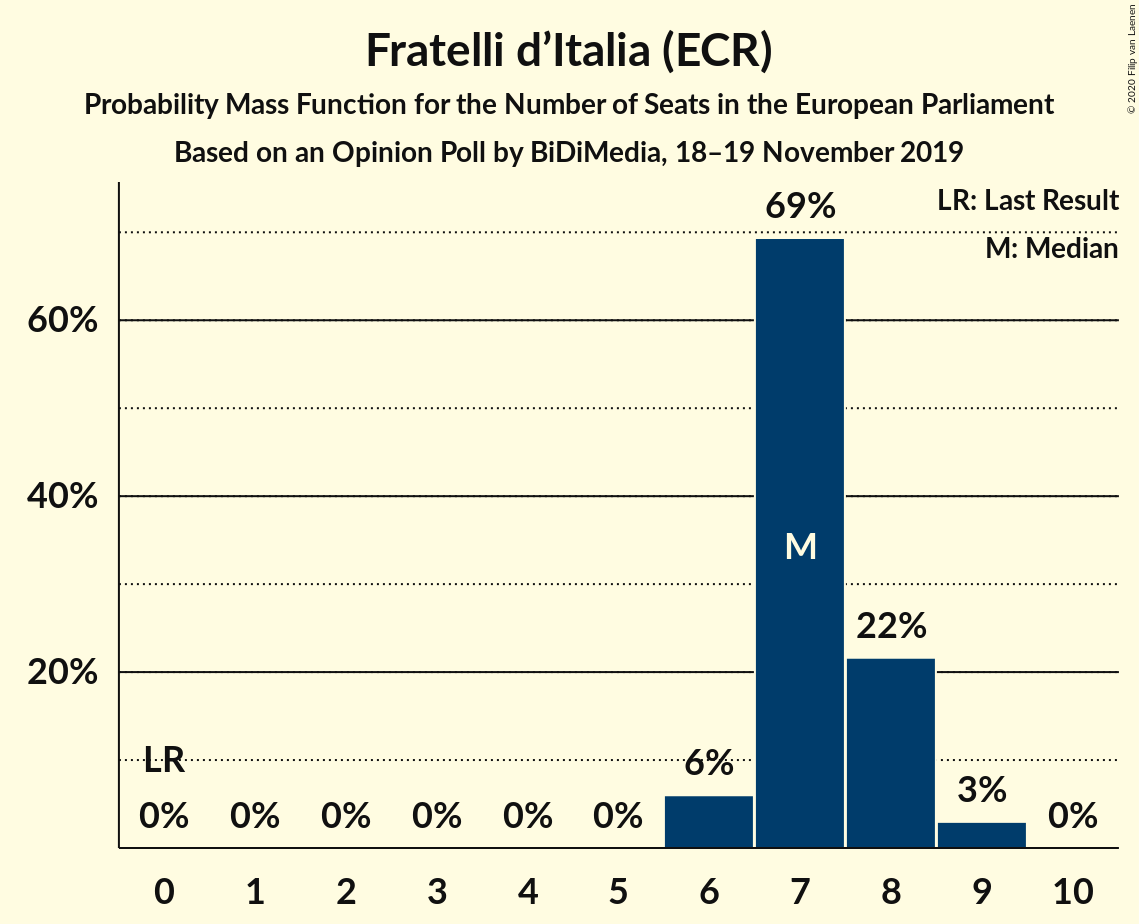 Fratelli d’Italia (ECR)
Probability Mass Function for the Number of Seats in the European Parliament
Based on an Opinion Poll by BiDiMedia, 18–19 November 2019
© 2020 Filip van Laenen
LR: Last Result
M: Median
69%
60%
40%
M
22%
20%
LR
6%
3%
0% 0% 0% 0% 0% 0% 0%
0 1 2 3 4 5 6 7 8 9 10